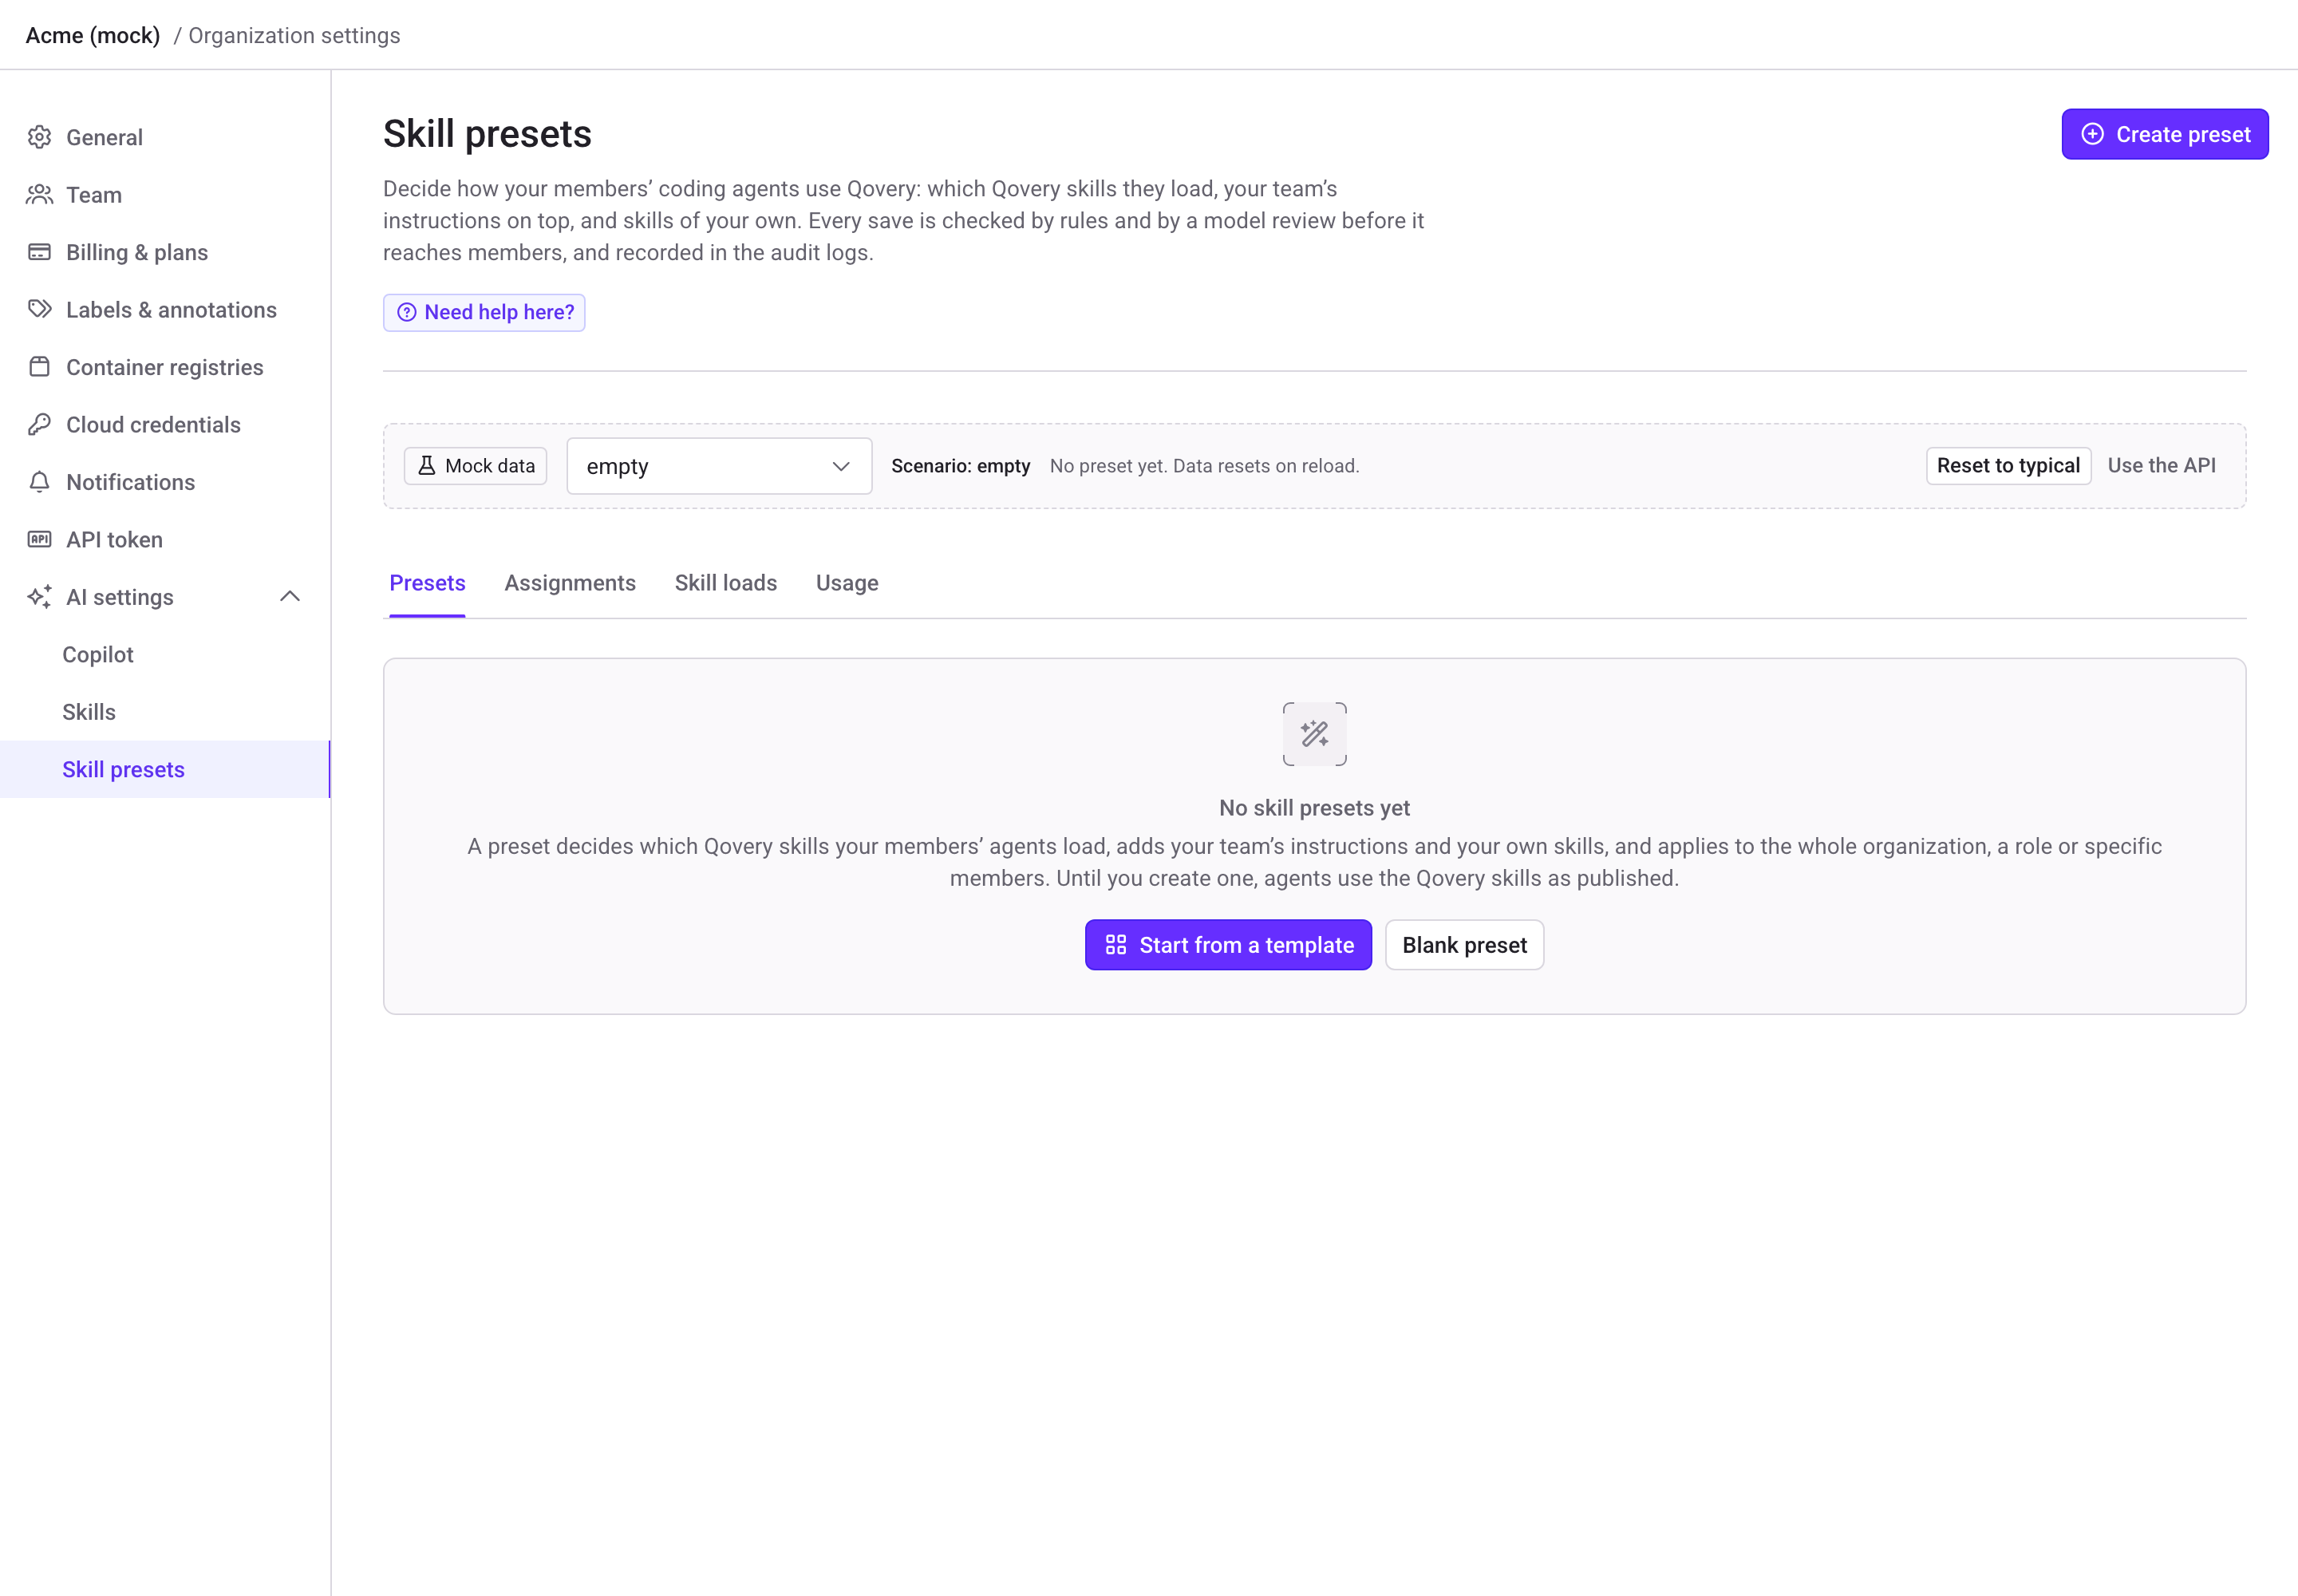 Acme (mock) / Organization settings
General
Team
Billing & plans
Labels & annotations
Container registries
Cloud credentials
Notifications
API API token
AI settings
Copilot
Skills
Skill presets
Skill presets
Create preset
Decide how your members’ coding agents use Qovery: which Qovery skills they load, your team’s
instructions on top, and skills of your own. Every save is checked by rules and by a model review before it
reaches members, and recorded in the audit logs.
Need help here?
Mock data
empty
Scenario: empty No preset yet. Data resets on reload.
Reset to typical
Use the API
Presets
Assignments
Skill loads
Usage
No skill presets yet
A preset decides which Qovery skills your members’ agents load, adds your team’s instructions and your own skills, and applies to the whole organization, a role or specific
members. Until you create one, agents use the Qovery skills as published.
Start from a template
Blank preset